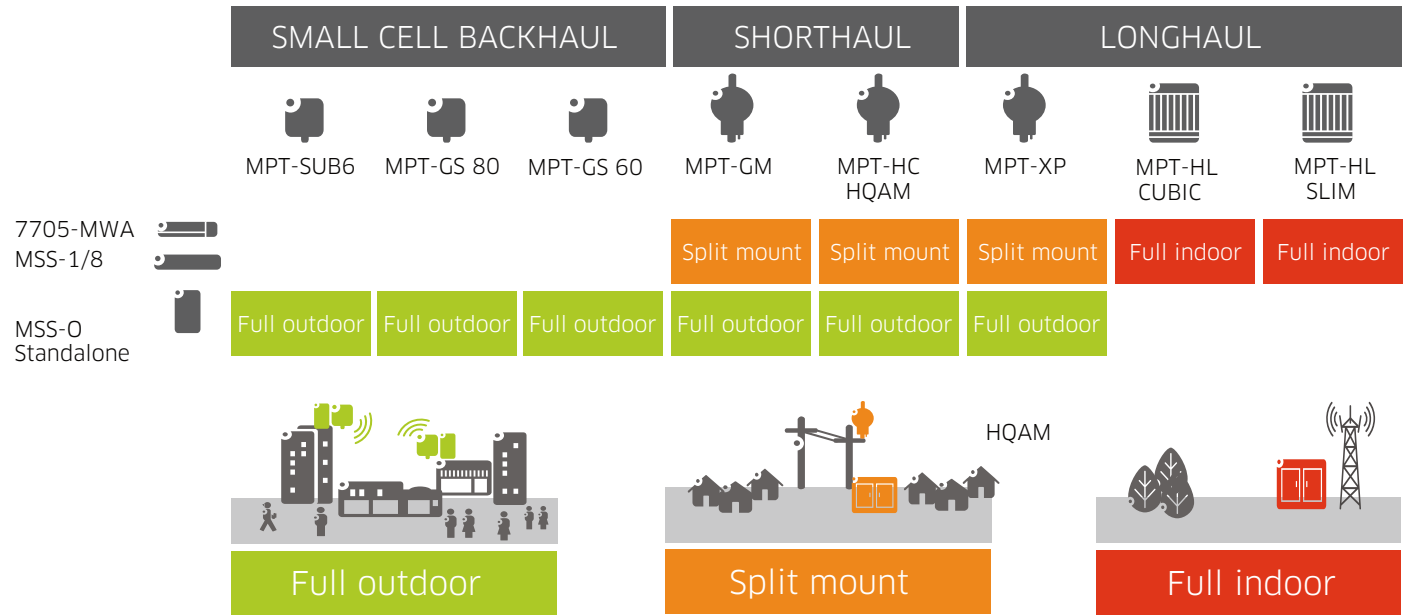 SMALL CELL BACKHAUL
SHORTHAUL
LONGHAUL
MPT-SUB6
MPT-GS 80
MPT-GS 60
MPT-GM
MPT-HC
HQAM
MPT-XP
MPT-HL
CUBIC
MPT-HL
SLIM
7705-MWA
MSS-1/8
Split mount
Split mount
Split mount
Full indoor
Full indoor
MSS-O
Standalone
Full outdoor
Full outdoor
Full outdoor
Full outdoor
Full outdoor
Full outdoor
HQAM
Full outdoor
Split mount
Full indoor